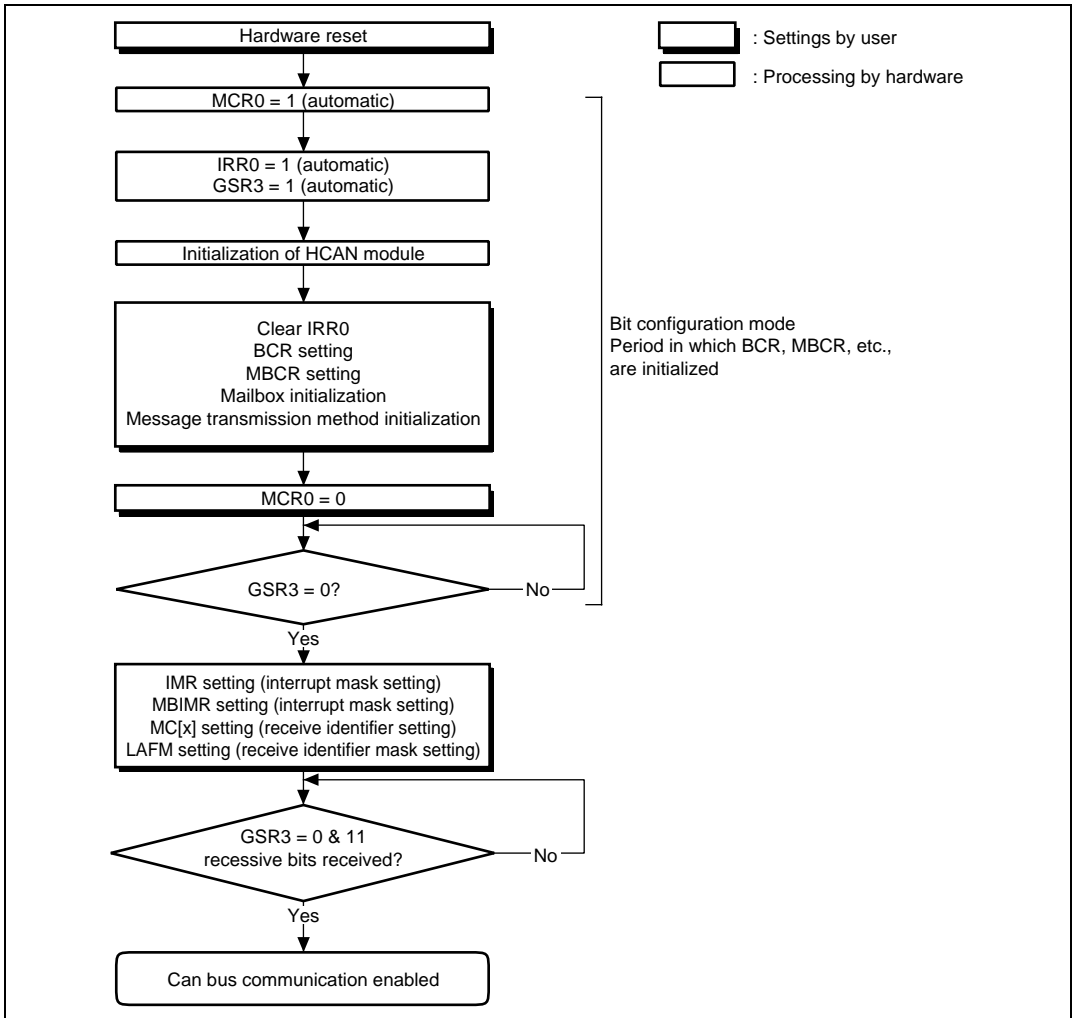 Hardware reset
: Settings by user
: Processing by hardware
MCR0 = 1 (automatic)
IRR0 = 1 (automatic)
GSR3 = 1 (automatic)
Initialization of HCAN module
Clear IRR0
BCR setting
MBCR setting
Mailbox initialization
Message transmission method initialization
Bit configuration mode
Period in which BCR, MBCR, etc.,
are initialized
MCR0 = 0
GSR3 = 0?
No
Yes
IMR setting (interrupt mask setting)
MBIMR setting (interrupt mask setting)
MC[x] setting (receive identifier setting)
LAFM setting (receive identifier mask setting)
GSR3 = 0 & 11
recessive bits received?
No
Yes
Can bus communication enabled